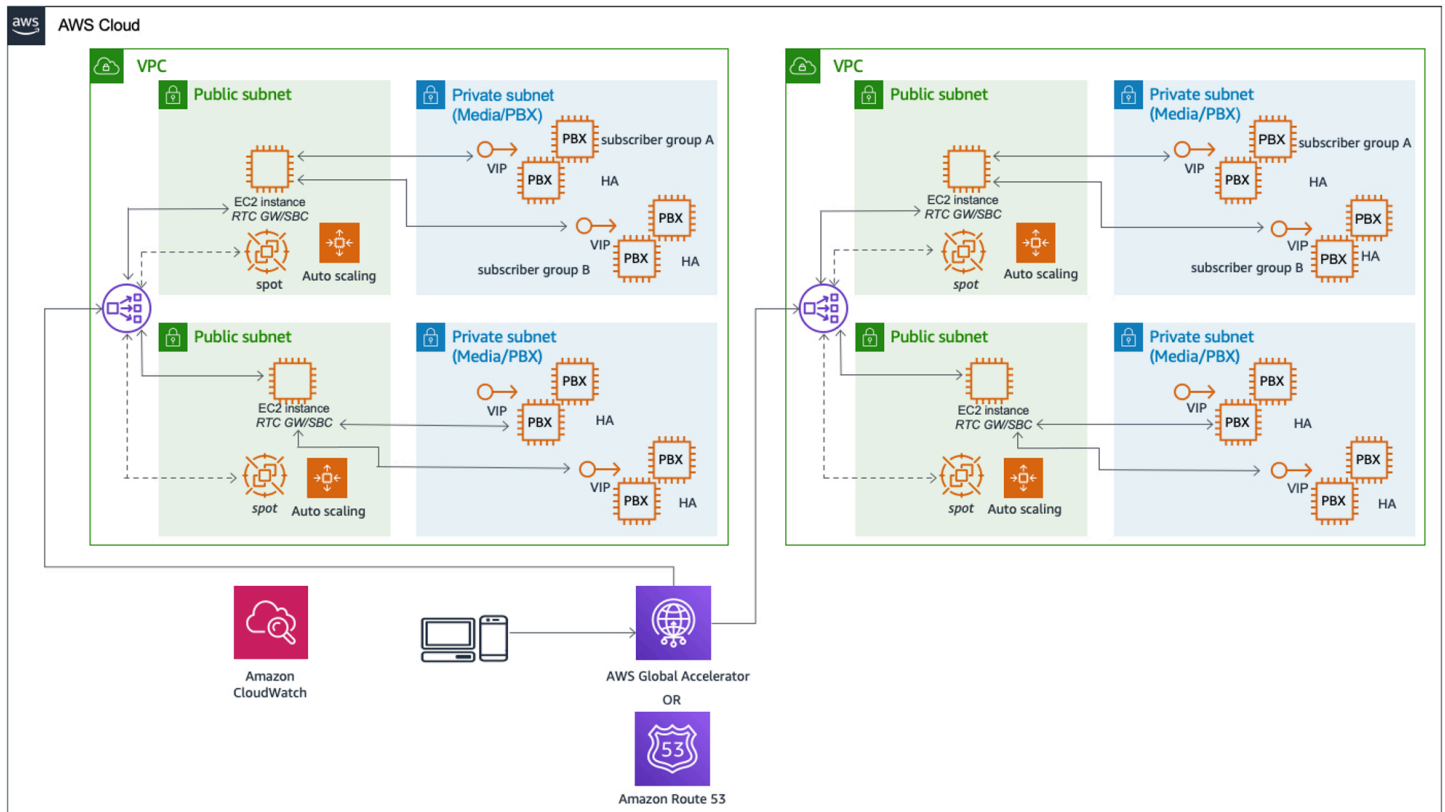 aws
AWS Cloud
VPC
Public subnet
EC2 instance
RTC GW/SBC
spot
Auto scaling
Private subnet
(Media/PBX)
PBX
subscriber group A
VIP
PBX
HA
PBX
VIP
PBX
HA
subscriber group B
Public subnet
EC2 instance
RTC GW/SBC
spot
Auto scaling
Private subnet
(Media/PBX)
PBX
VIP
PBX
HA
PBX
VIP
PBX
HA
VPC
Public subnet
EC2 instance
RTC GW/SBC
spot
Auto scaling
Private subnet
(Media/PBX)
PBX
subscriber group A
VIP
PBX
HA
PBX
VIP
PBX
HA
subscriber group B
Public subnet
EC2 instance
RTC GW/SBC
spot
Auto scaling
Private subnet
(Media/PBX)
PBX
VIP
PBX
HA
PBX
VIP
PBX
HA
Amazon
CloudWatch
AWS Global Accelerator
OR
53
Amazon Route 53